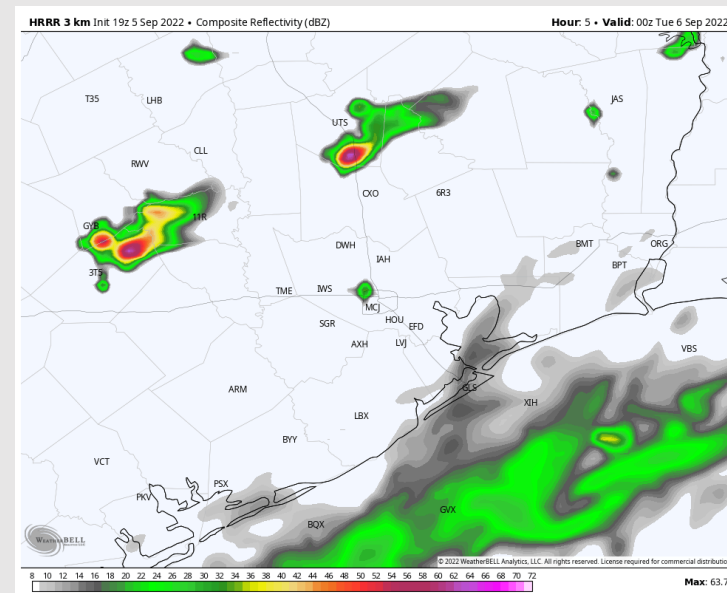 HRRR 3 km Init 19z 5 Sep 2022 • Composite Reflectivity (dBZ)
Hour: 5 • Valid: 00z Tue 6 Sep 2022
T35
LHB
JAS
UTS
CLL
RWV
CXO
6R3
11R
GYB
DWH
BMT
ORG
IAH
BPT
3T5
TME
IWS
MCJ
SGR
HOU
EFD
AXH
LVJ
VBS
ARM
GLS
XIH
LBX
BYY
VCT
PSX
PKV
GVX
BQX
WEATHERBELL
© 2022 WeatherBELL Analytics, LLC. All rights reserved. License required for commercial distributio
8 10 12 14 16 18 20 22 24 26 28 30 32 34 36 38 40 42 44 46 48 50 52 54 56 58 60 62 64 66 68 70 72
Max: 63.7